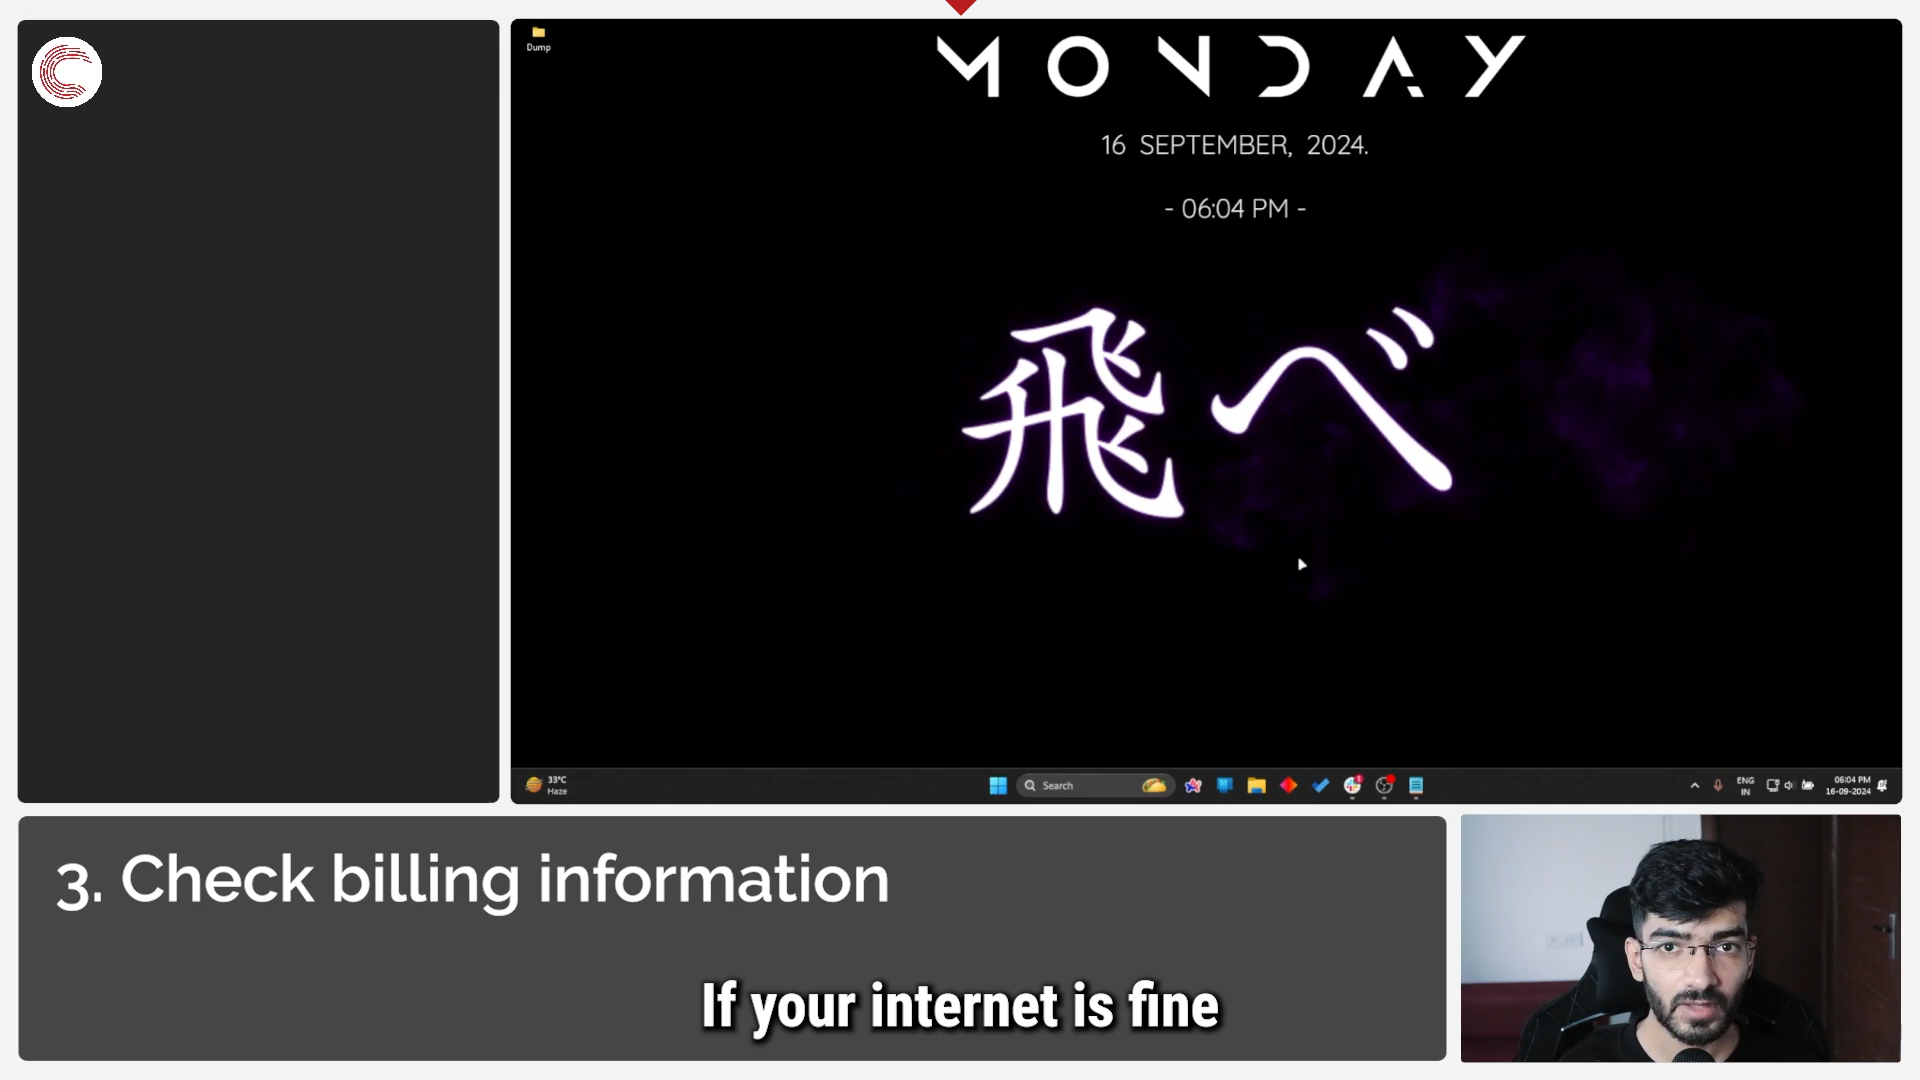 Dump
MONDAY
16 SEPTEMBER, 2024.
- 06:04 PM -
飛べ
33°C
Haze
Search
ENG
IN
06:04 PM
16-09-2024
3. Check billing information
If your internet is fine